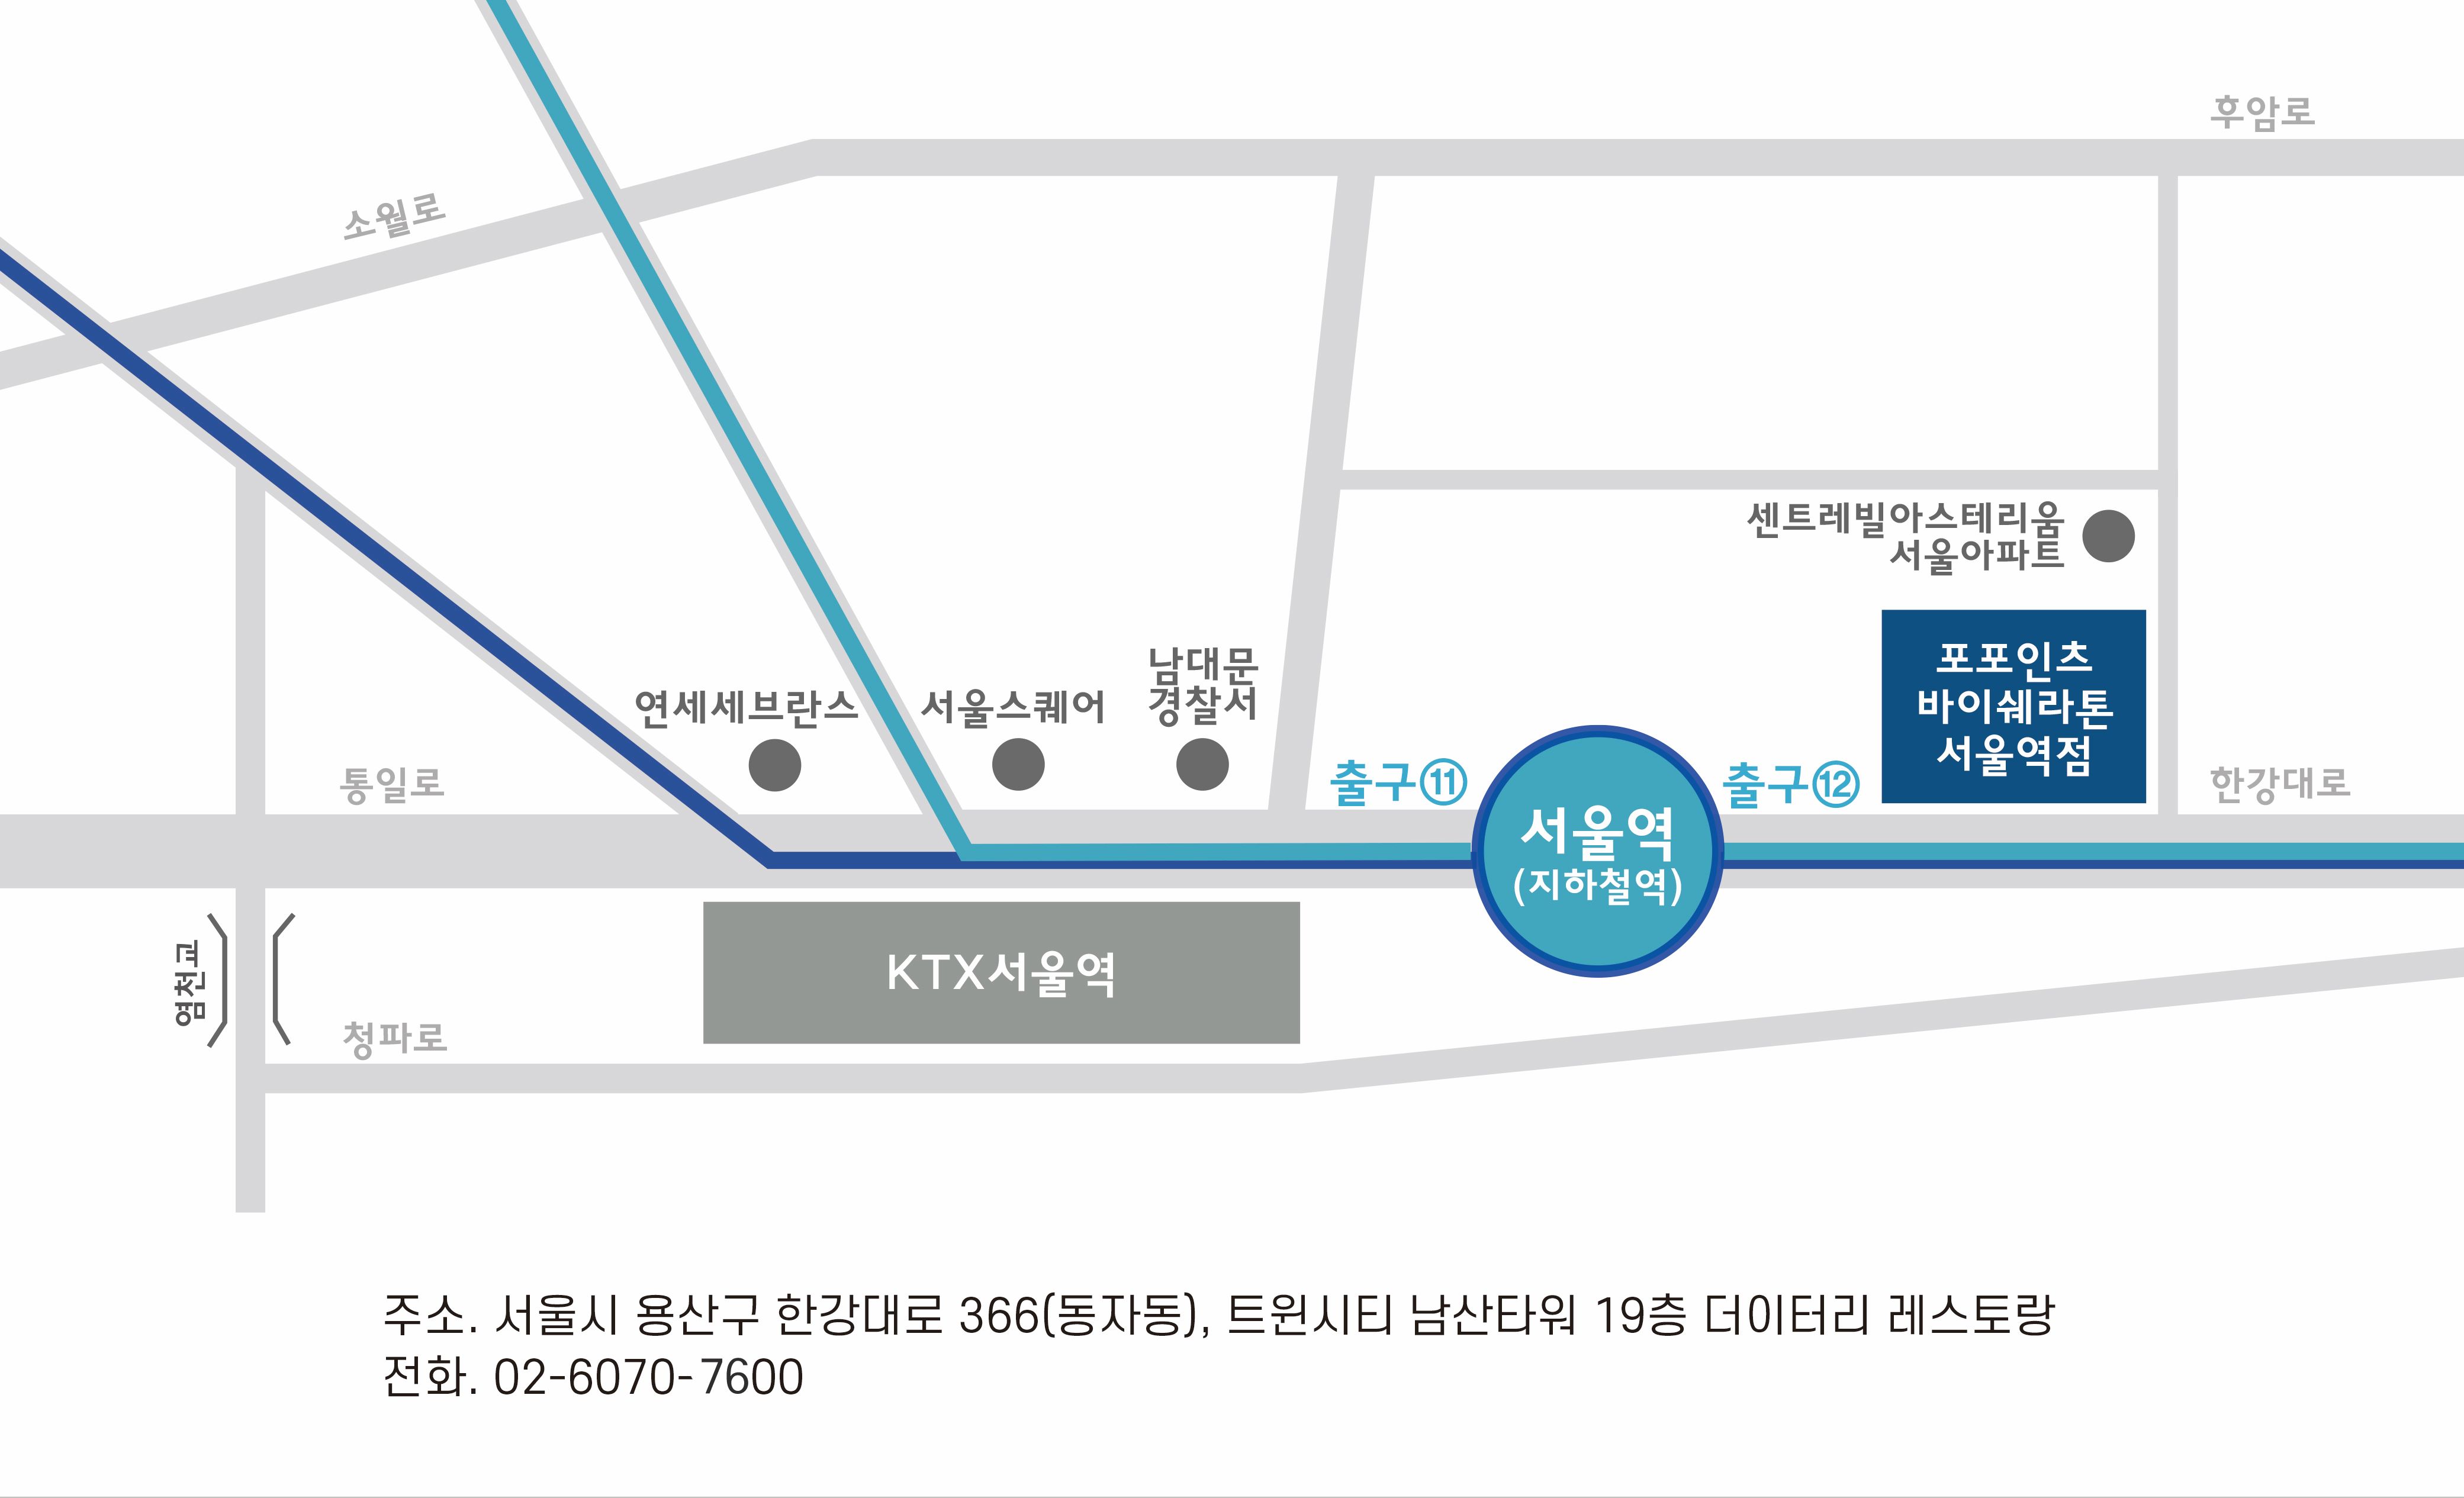 후암로
소월로
센트레빌아스테리움
서울아파트
포포인츠
바이쉐라톤
서울역점
남대문
경찰서
연세세브란스
서울스퀘어
통일로
출구⑪
출구⑫
한강대로
서울역
(지하철역)
KTX서울역
염천교
청파로
주소. 서울시 용산구 한강대로 366(동자동), 트윈시티 남산타워 19층 더이터리 레스토랑
전화. 02-6070-7600